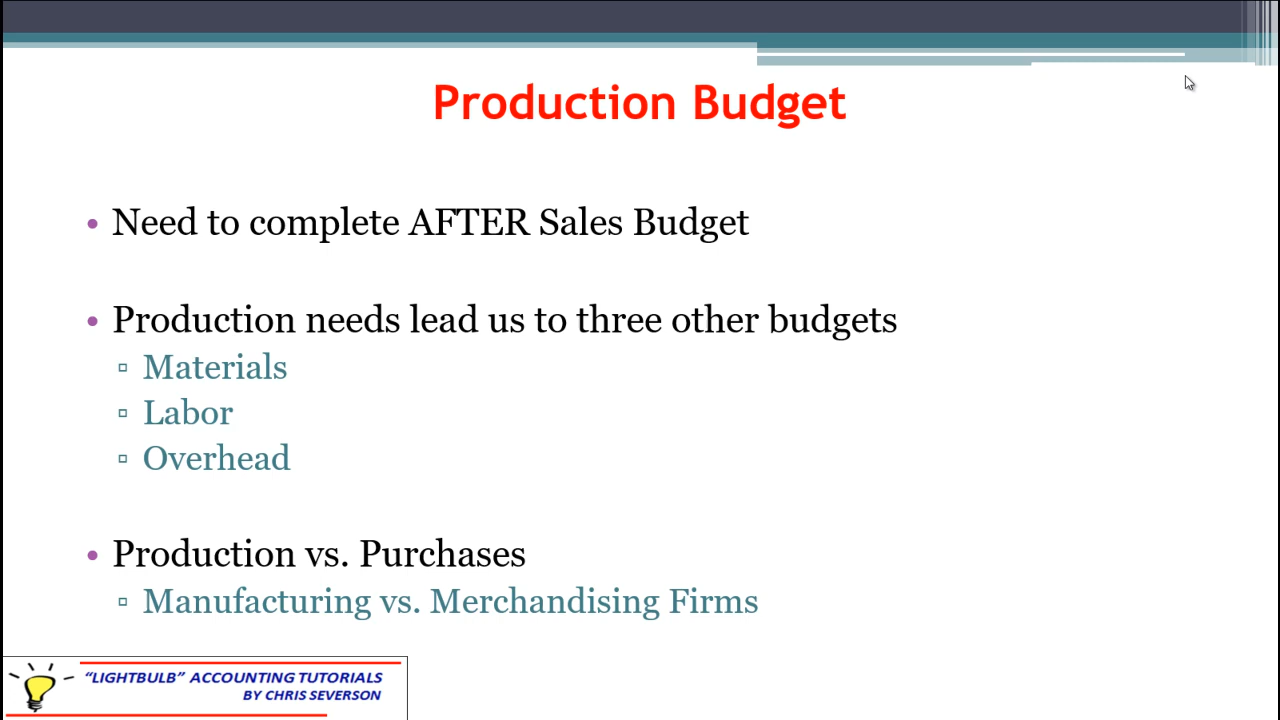 Production Budget
• Need to complete AFTER Sales Budget
• Production needs lead us to three other budgets
▫ Materials
▫ Labor
▫ Overhead
• Production vs. Purchases
▫ Manufacturing vs. Merchandising Firms
"LIGHTBULB" ACCOUNTING TUTORIALS
BY CHRIS SEVERSON